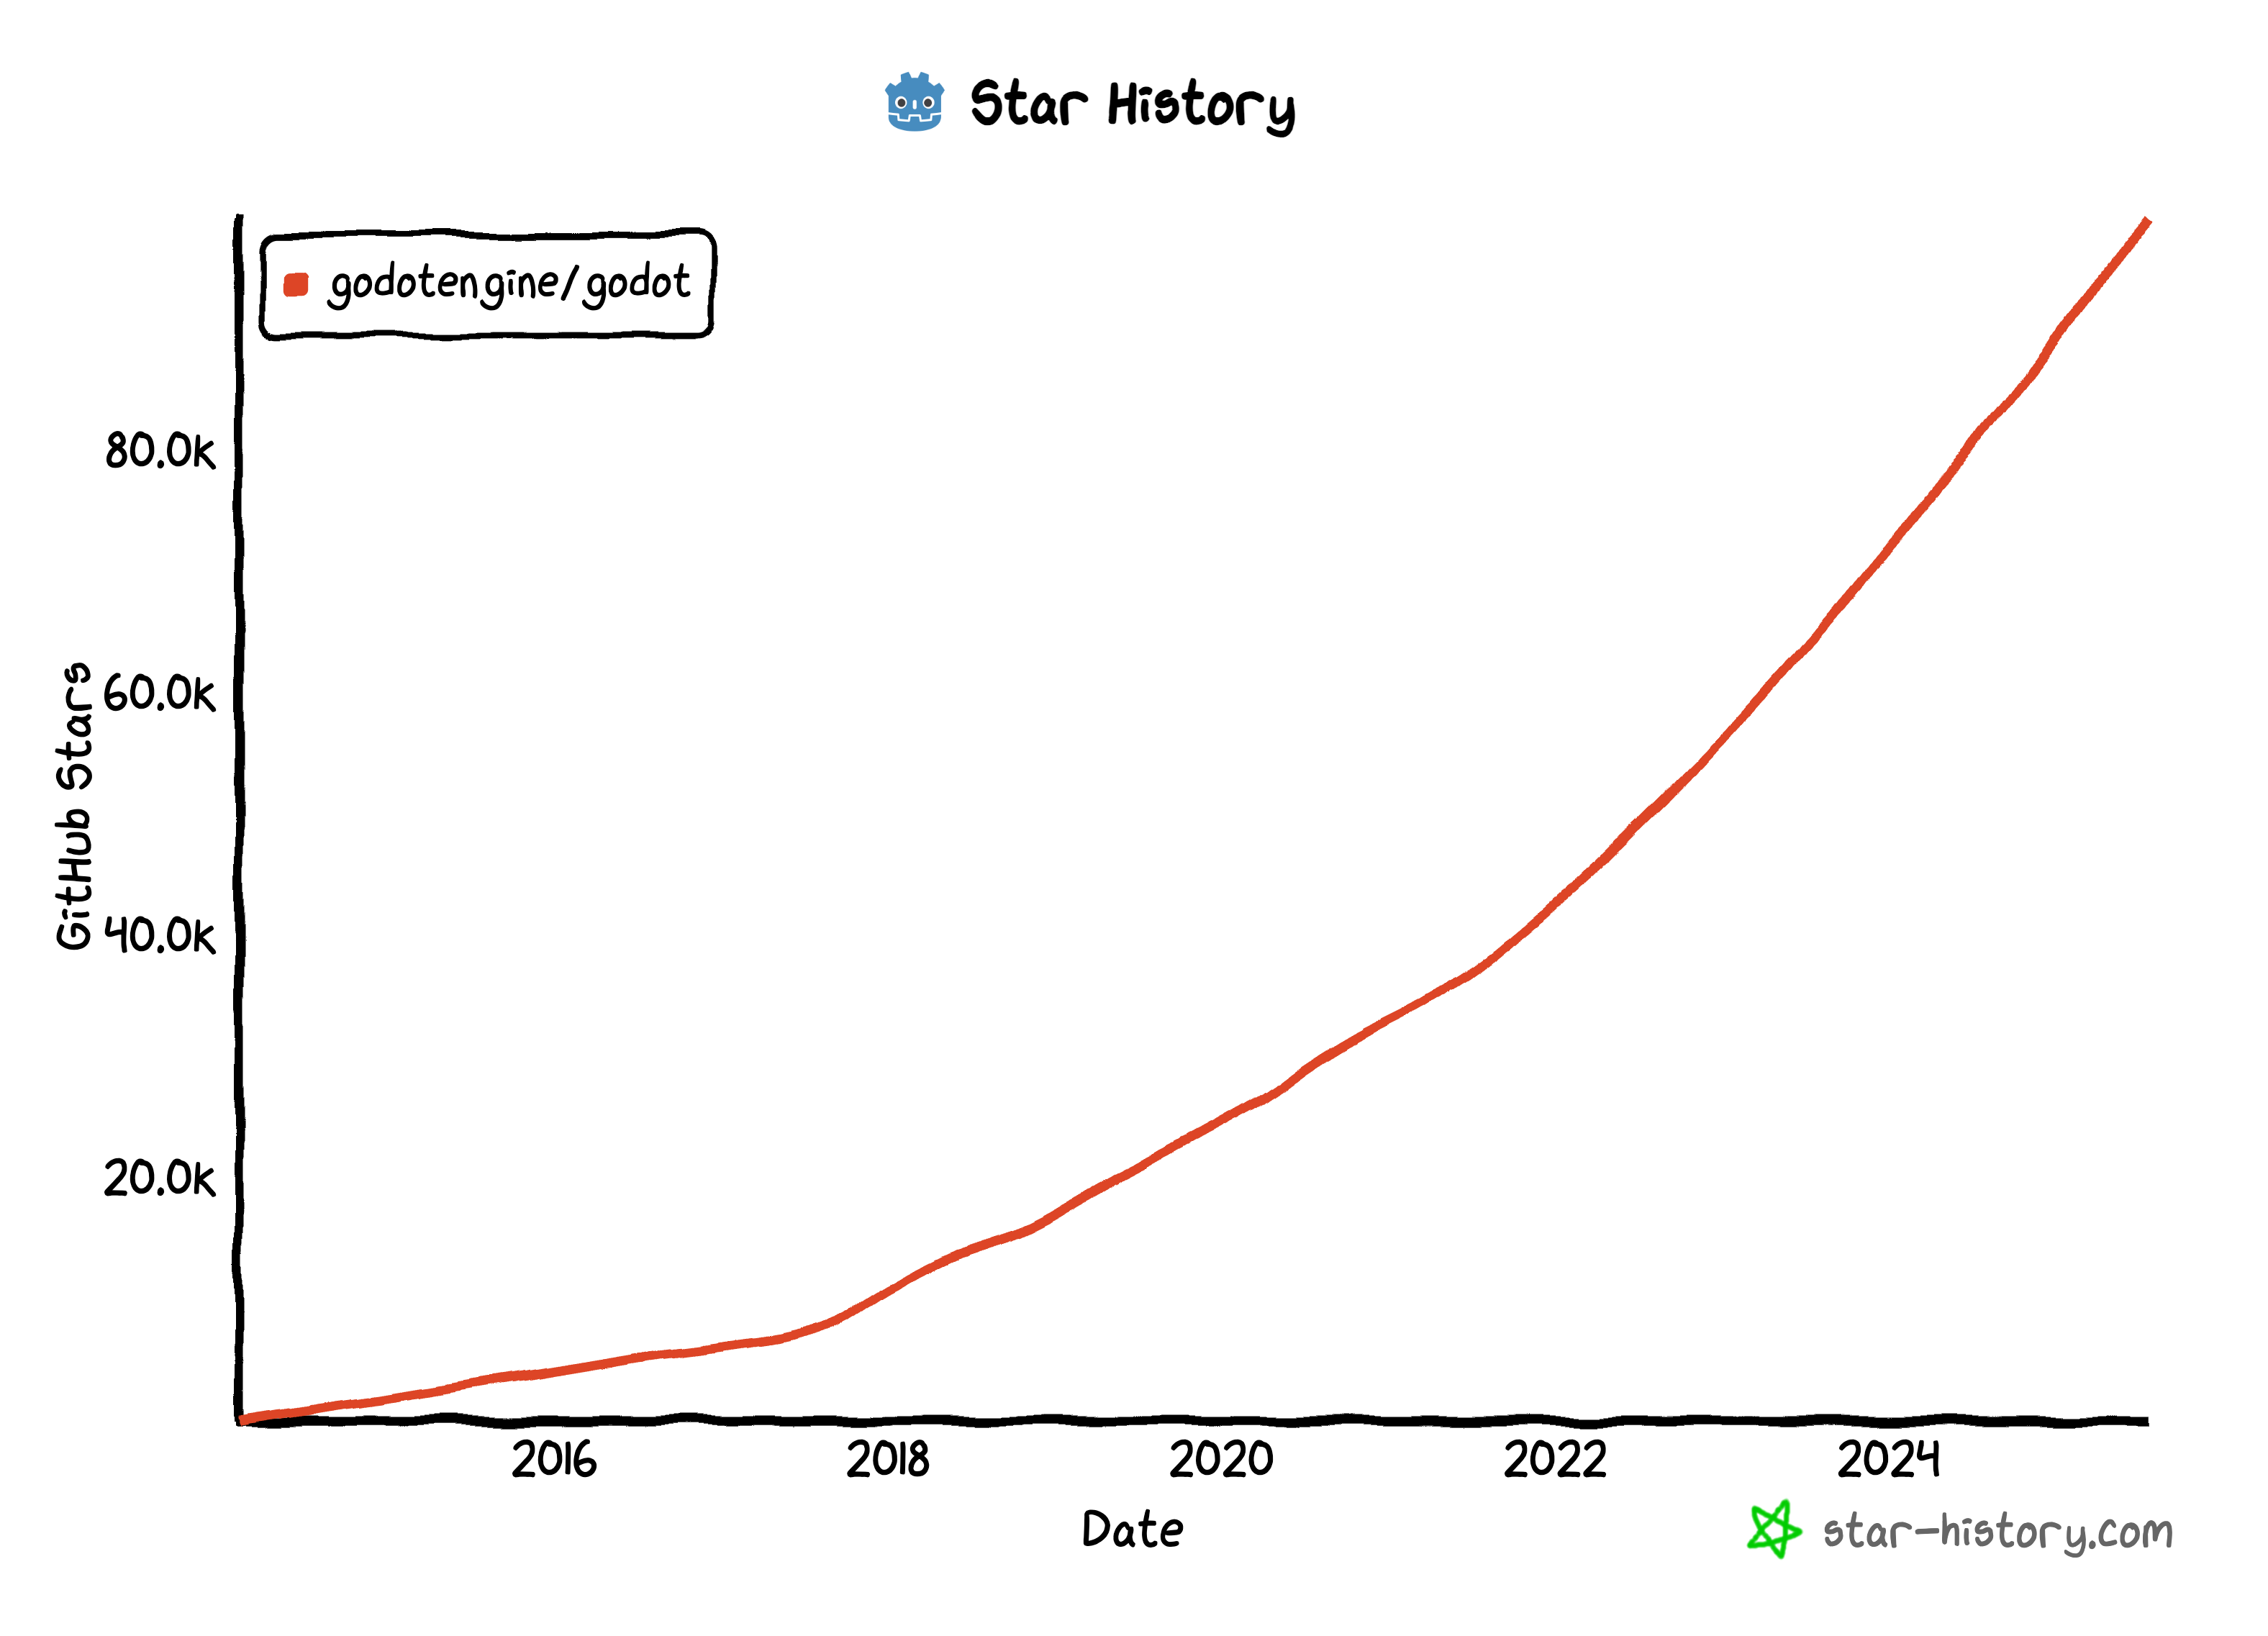 Star History
godotengine/godot
80.0k
60.0k
40.0k
20.0k
GitHub Stars
2016
2018
2020
2022
2024
Date
star-history.com